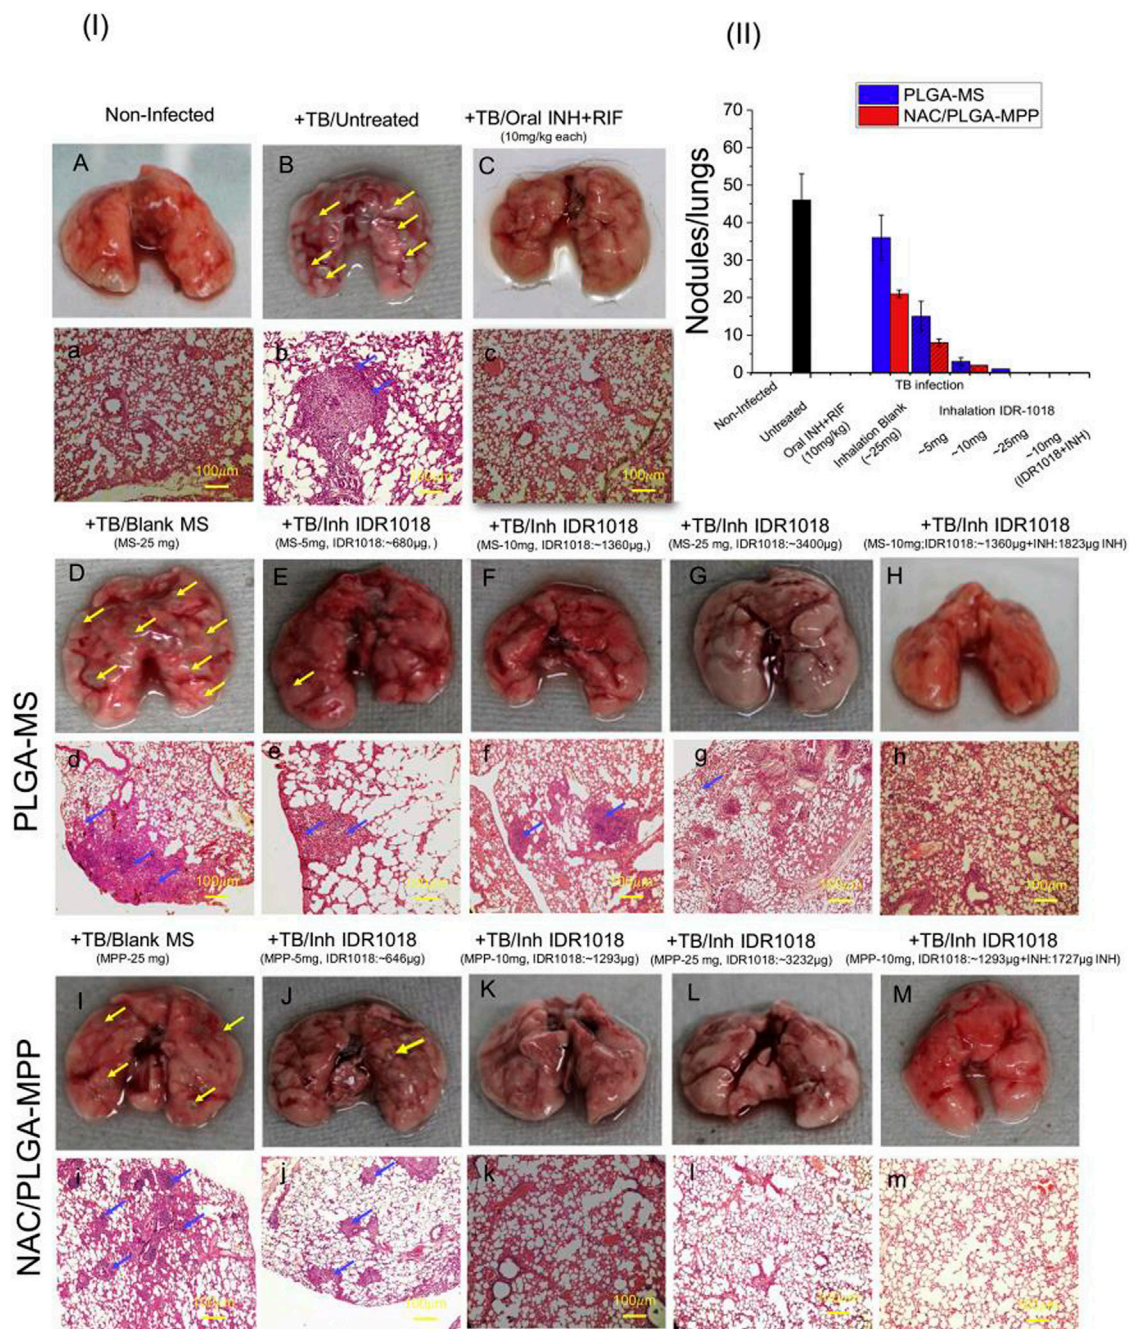 (I)
(II)
Non-Infected
+TB/Untreated
+TB/Oral INH+RIF
(10mg/kg each)
A
B
C
a
b
c
100μm
100μm
100μm
PLGA-MS
NAC/PLGA-MPP
Nodules/lungs
70
60
50
40
30
20
10
0
TB infection
Non-Infected
Untreated
Oral INH+RIF
(10mg/kg)
Inhalation Blank
(~25mg)
Inhalation IDR-1018
~5mg
~10mg
~25mg
~10mg
(IDR1018+INH)
PLGA-MS
+TB/Blank MS
(MS-25 mg)
+TB/Inh IDR1018
(MS-5mg, IDR1018:~680μg, )
+TB/Inh IDR1018
(MS-10mg, IDR1018:~1360μg,)
+TB/Inh IDR1018
(MS-25 mg, IDR1018:~3400μg)
+TB/Inh IDR1018
(MS-10mg;IDR1018:~1360μg+INH:1823μg INH)
D
E
F
G
H
d
e
f
g
h
100μm
100μm
100μm
100μm
100μm
NAC/PLGA-MPP
+TB/Blank MS
(MPP-25 mg)
+TB/Inh IDR1018
(MPP-5mg, IDR1018:~646μg)
+TB/Inh IDR1018
(MPP-10mg, IDR1018:~1293μg)
+TB/Inh IDR1018
(MPP-25 mg, IDR1018:~3232μg)
+TB/Inh IDR1018
(MPP-10mg, IDR1018:~1293μg+INH:1727μg INH)
I
J
K
L
M
i
j
k
l
m
100μm
100μm
100μm
100μm
100μm